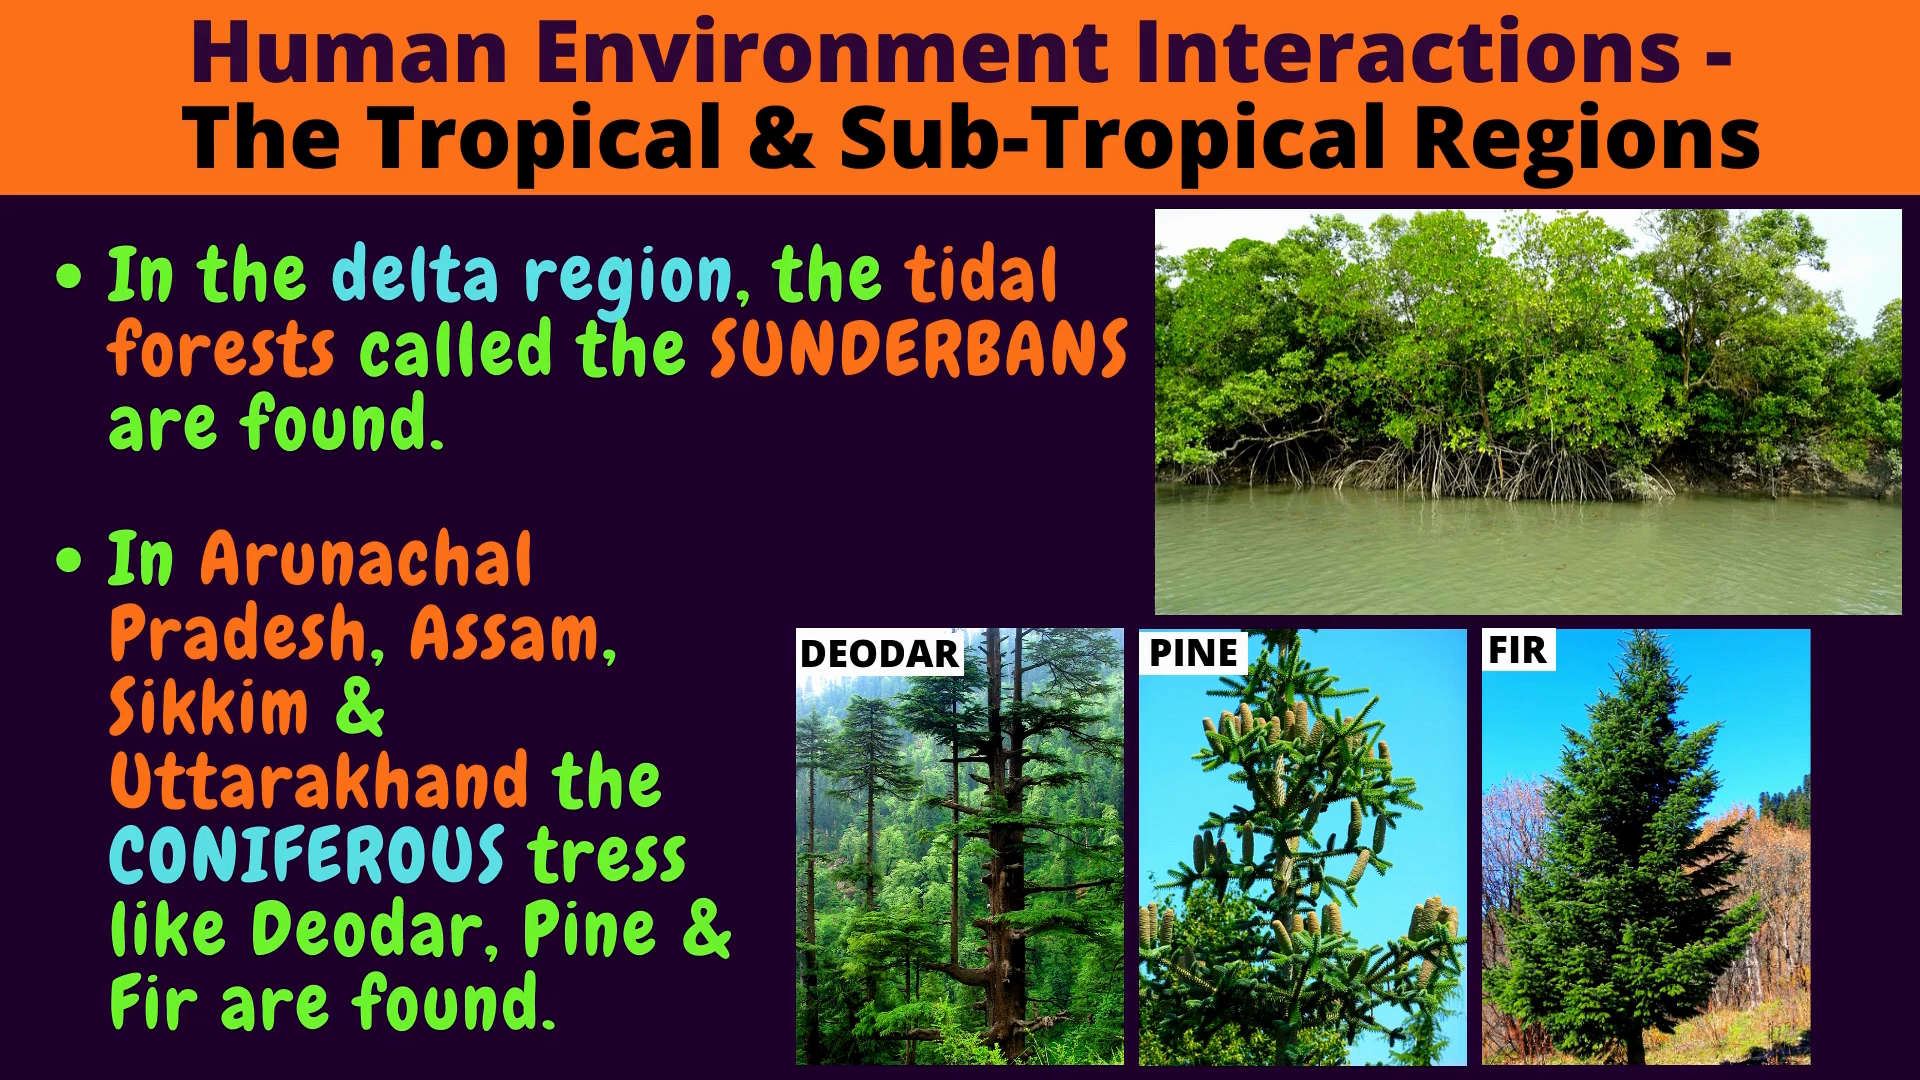 Human Environment Interactions -
The Tropical & Sub-Tropical Regions
• In the delta region, the tidal
forests called the SUNDERBANS
are found.
• In Arunachal
Pradesh, Assam,
Sikkim &
Uttarakhand the
CONIFEROUS tress
like Deodar, Pine &
Fir are found.
DEODAR
PINE
FIR